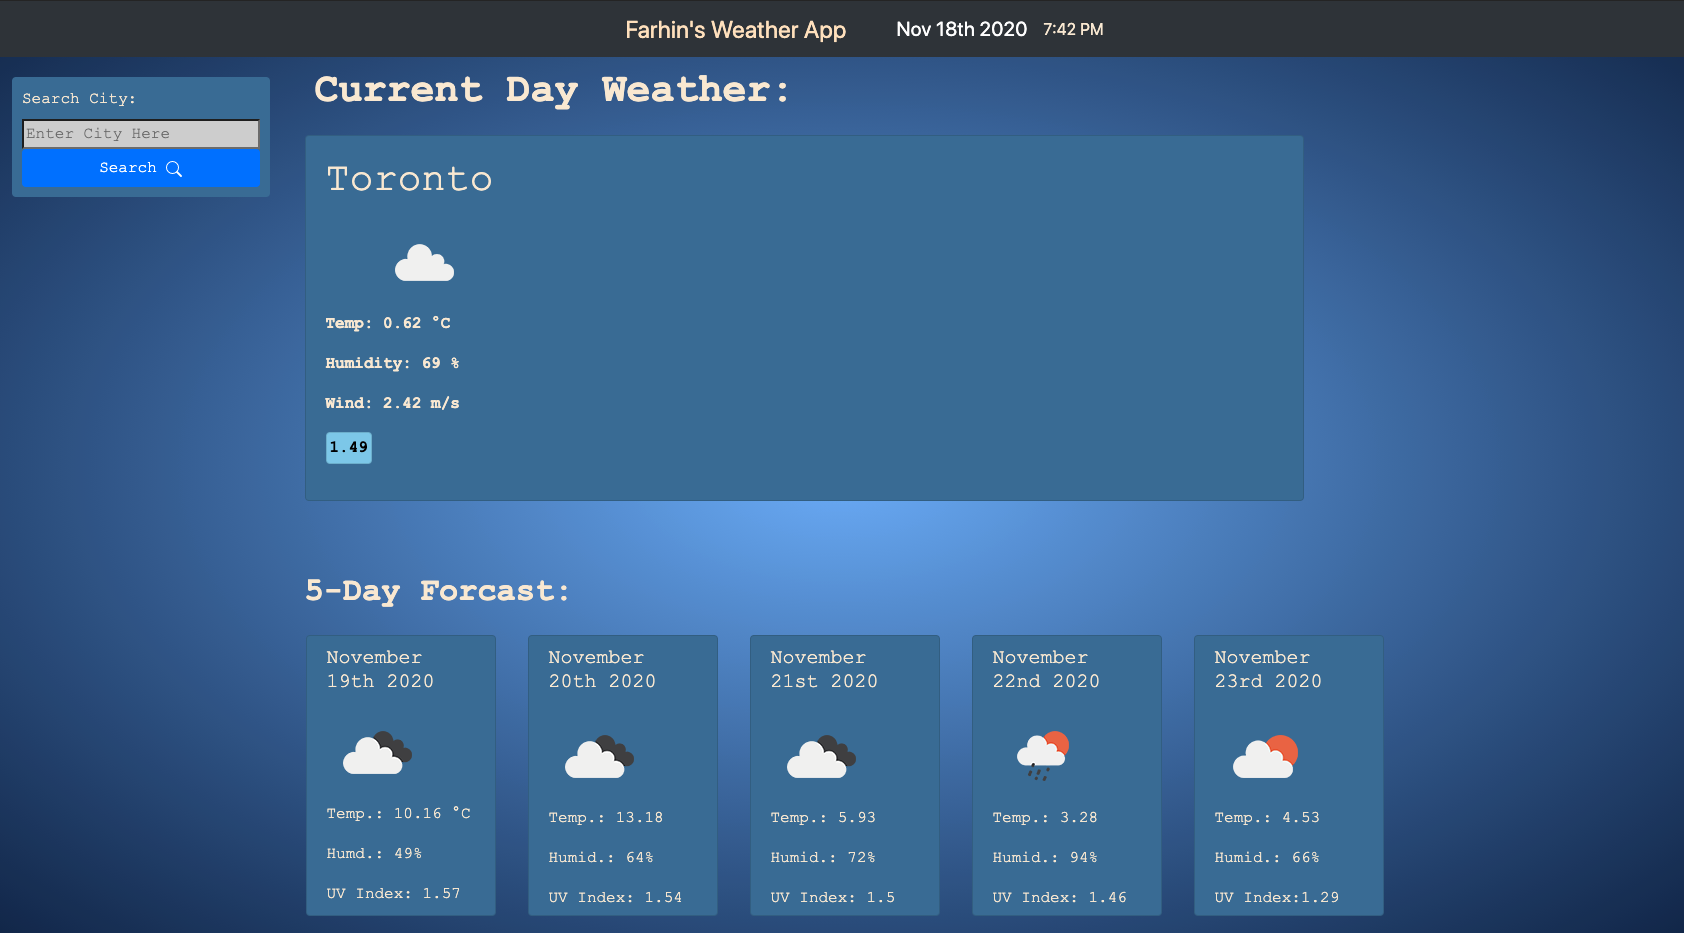 Farhin's Weather App Nov 18th 2020 7:42 PM
Search City:
Enter City Here
Search
Current Day Weather:
Toronto
Temp: 0.62 °C
Humidity: 69 %
Wind: 2.42 m/s
1.49
5-Day Forcast:
November
19th 2020
Temp.: 10.16 °C
Humd.: 49%
UV Index: 1.57
November
20th 2020
Temp.: 13.18
Humid.: 64%
UV Index: 1.54
November
21st 2020
Temp.: 5.93
Humid.: 72%
UV Index: 1.5
November
22nd 2020
Temp.: 3.28
Humid.: 94%
UV Index: 1.46
November
23rd 2020
Temp.: 4.53
Humid.: 66%
UV Index:1.29